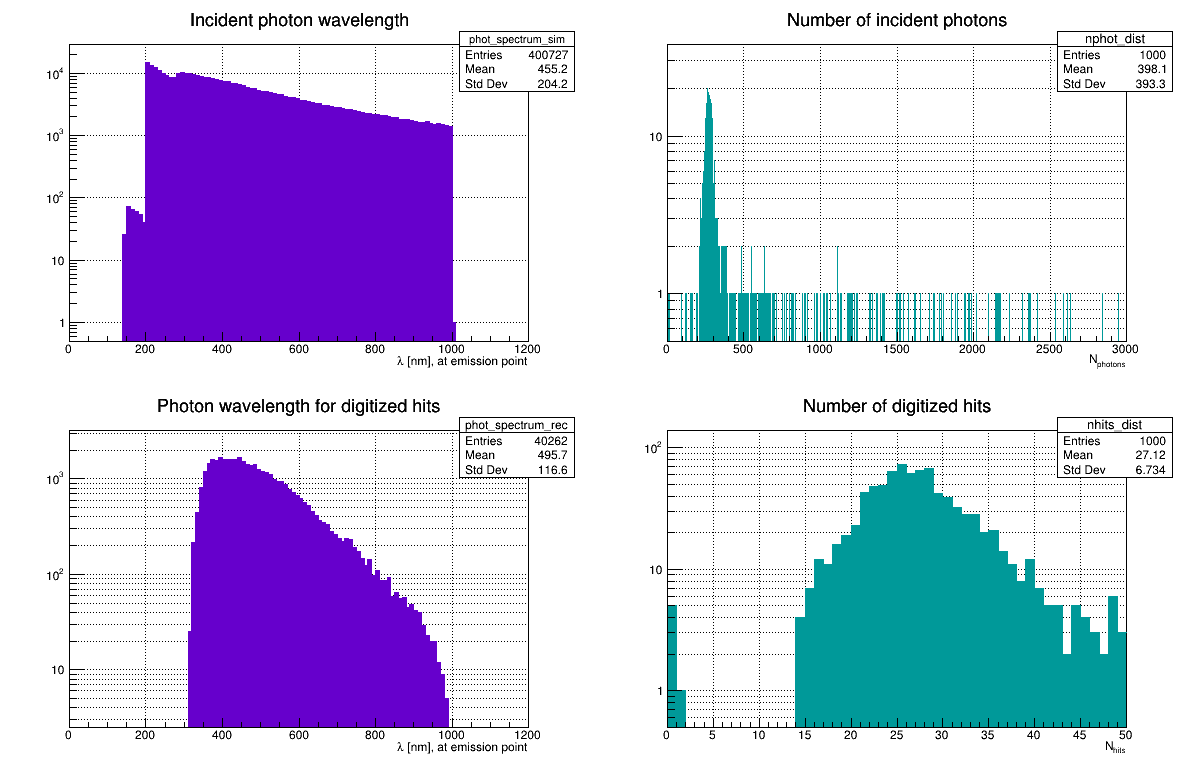 Incident photon wavelength
phot_spectrum_sim
Entries 400727
Mean 455.2
Std Dev 204.2
10^4
10^3
10^2
10
1
0 200 400 600 800 1000 1200
λ [nm], at emission point
Number of incident photons
nphot_dist
Entries 1000
Mean 398.1
Std Dev 393.3
10
1
0 500 1000 1500 2000 2500 3000
N_photons
Photon wavelength for digitized hits
phot_spectrum_rec
Entries 40262
Mean 495.7
Std Dev 116.6
10^3
10^2
10
0 200 400 600 800 1000 1200
λ [nm], at emission point
Number of digitized hits
nhits_dist
Entries 1000
Mean 27.12
Std Dev 6.734
10^2
10
1
0 5 10 15 20 25 30 35 40 45 50
N_hits